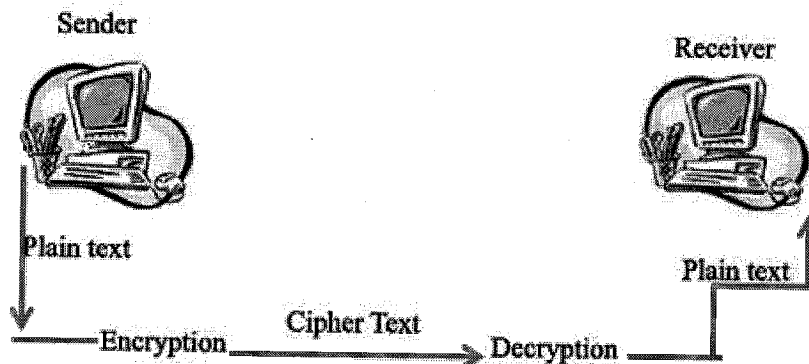 Sender
Receiver
Plain text
Plain text
Encryption
Cipher Text
Decryption